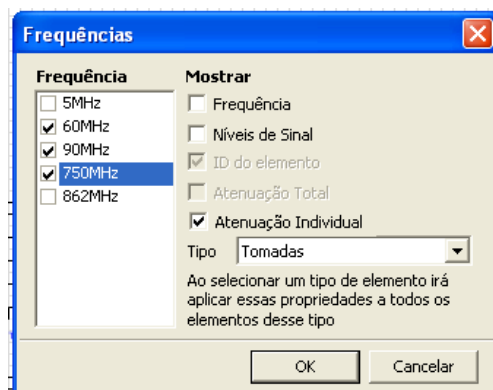 Frequências
Frequência
5MHz
60MHz
90MHz
750MHz
862MHz
Mostrar
Frequência
Níveis de Sinal
ID do elemento
Atenuação Total
Atenuação Individual
Tipo Tomadas
Ao selecionar um tipo de elemento irá
aplicar essas propriedades a todos os
elementos desse tipo
OK Cancelar